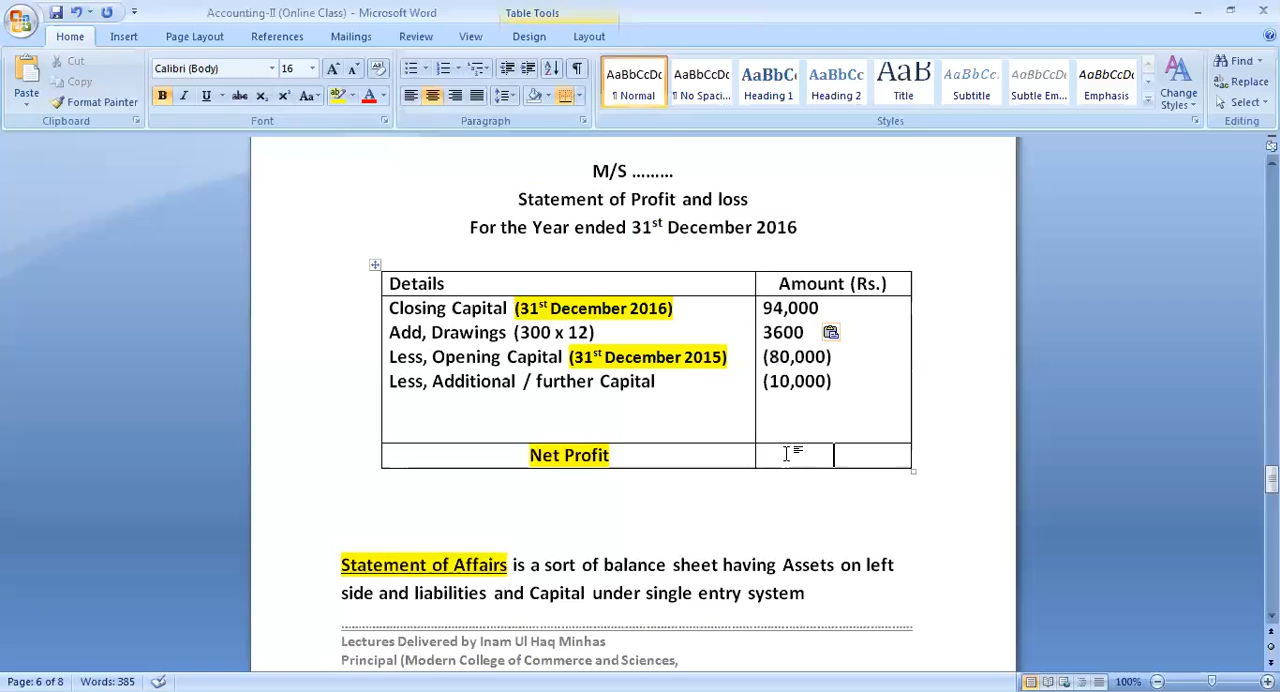 Accounting-II (Online Class) - Microsoft Word
Table Tools
Home Insert Page Layout References Mailings Review View Design Layout
Paste
Cut
Copy
Format Painter
Clipboard
Calibri (Body) 16
Font
Paragraph
AaBbCcDc AaBbCcDc AaBbC AaBbCc AaB AaBbCcL AaBbCcDc AaBbCcDc
¶ Normal ¶ No Spaci... Heading 1 Heading 2 Title Subtitle Subtle Em... Emphasis
Change Styles
Styles
Find
Replace
Select
Editing
M/S .........
Statement of Profit and loss
For the Year ended 31st December 2016
Details Amount (Rs.)
Closing Capital (31st December 2016) 94,000
Add, Drawings (300 x 12) 3600
Less, Opening Capital (31st December 2015) (80,000)
Less, Additional / further Capital (10,000)
Net Profit
Statement of Affairs is a sort of balance sheet having Assets on left
side and liabilities and Capital under single entry system
Lectures Delivered by Inam Ul Haq Minhas
Principal (Modern College of Commerce and Sciences,
Page: 6 of 8 Words: 385 100%